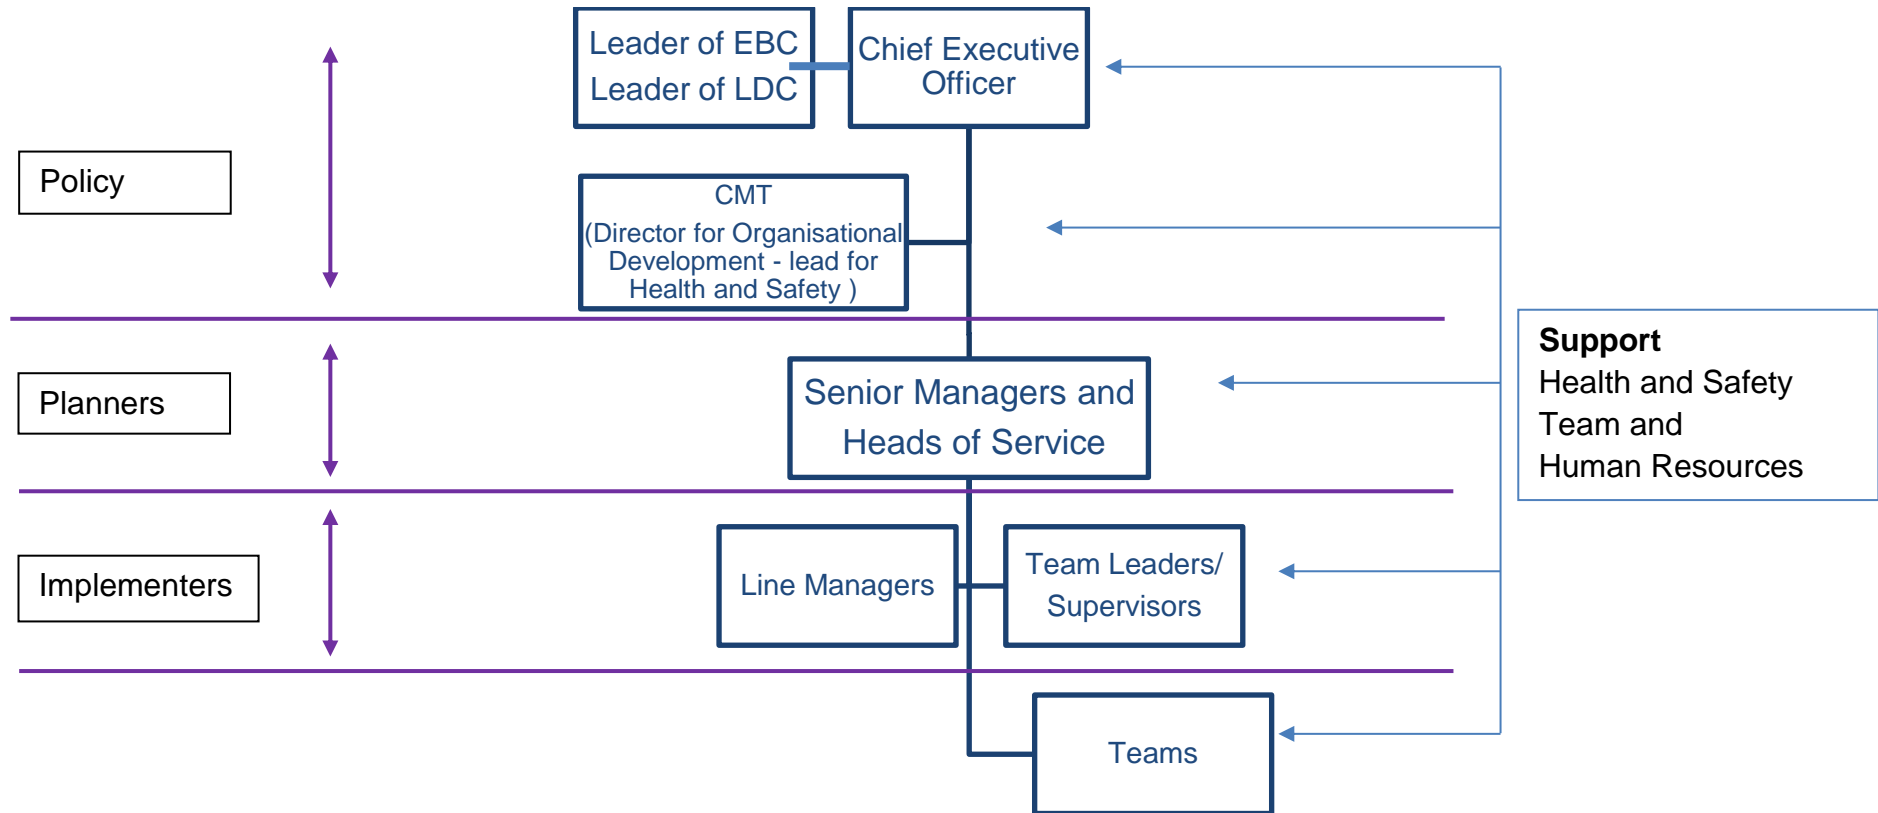 Leader of EBC
Leader of LDC
Chief Executive
Officer
Policy
CMT
(Director for Organisational
Development - lead for
Health and Safety )
Planners
Senior Managers and
Heads of Service
Support
Health and Safety
Team and
Human Resources
Implementers
Line Managers
Team Leaders/
Supervisors
Teams